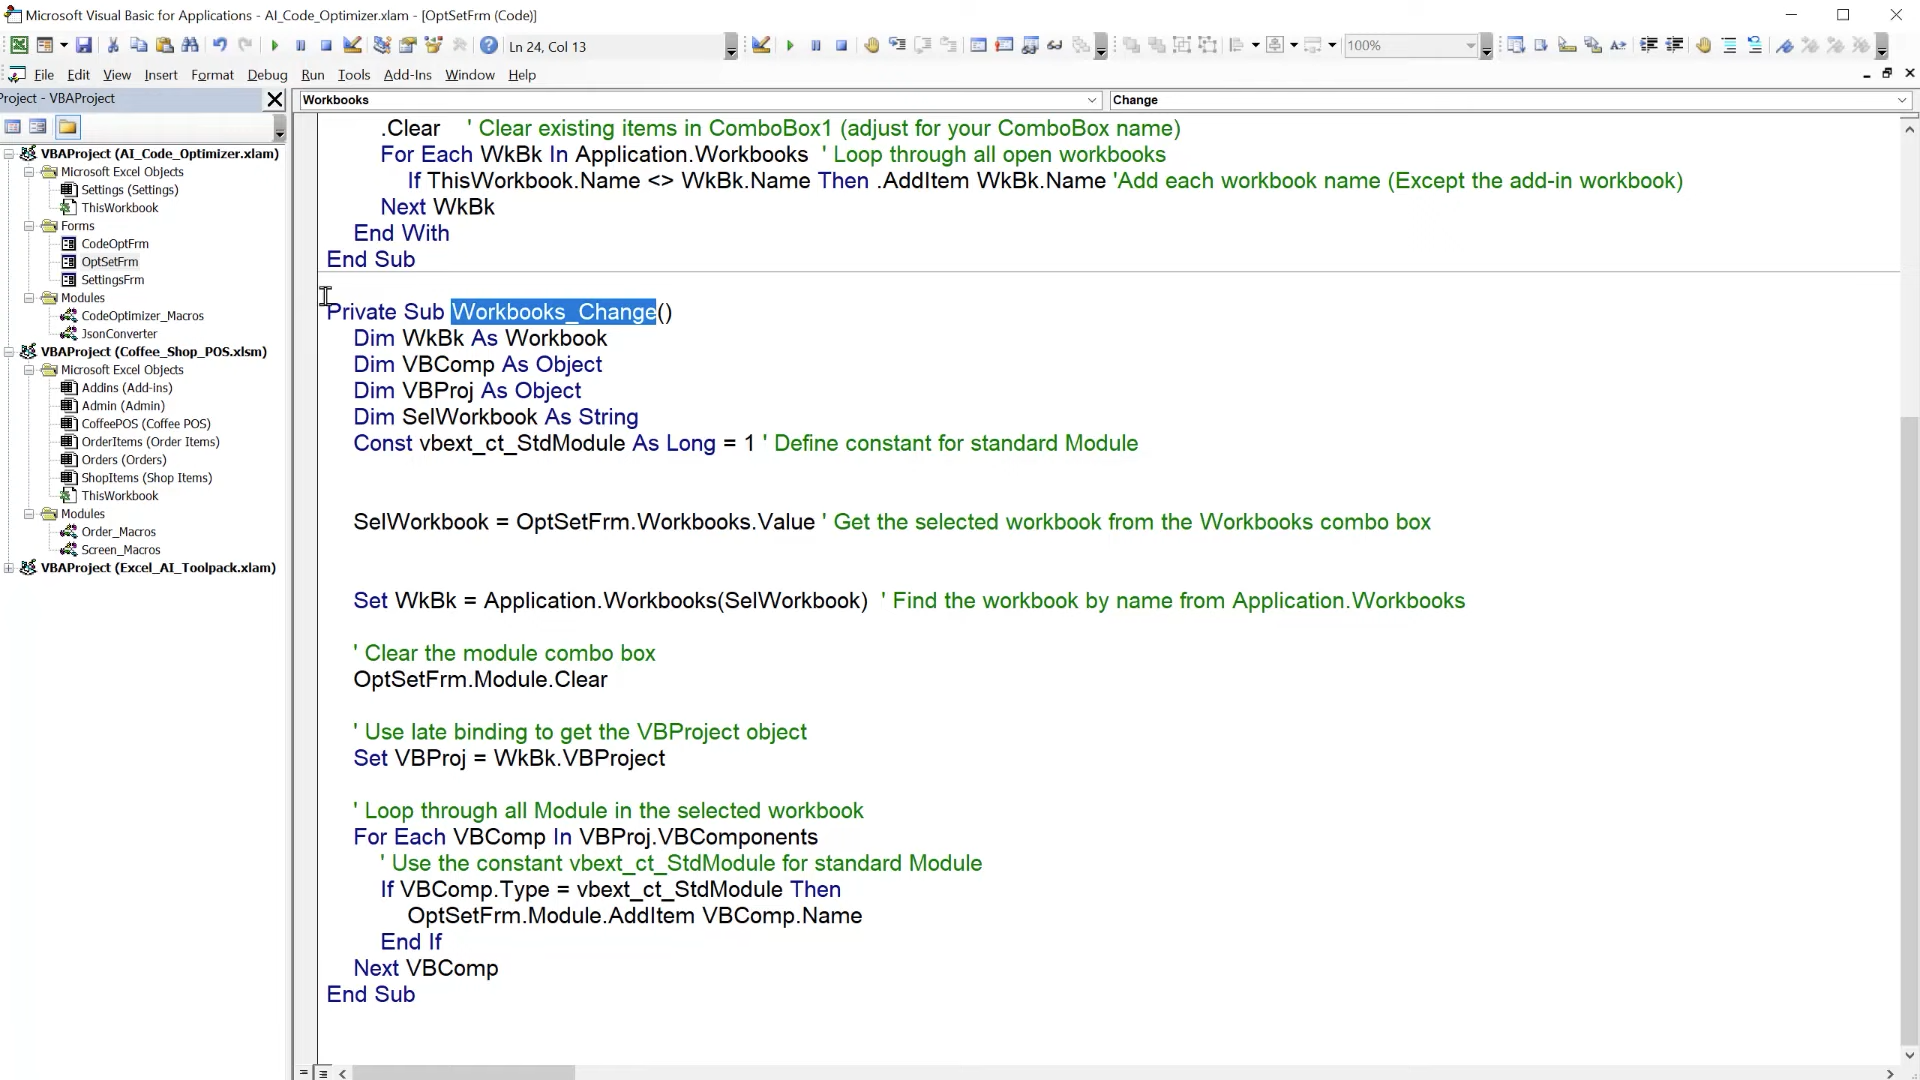 Microsoft Visual Basic for Applications - AI_Code_Optimizer.xlam - [OptSetFrm (Code)]
Ln 24, Col 13
100%
File Edit View Insert Format Debug Run Tools Add-Ins Window Help
Project - VBAProject
Workbooks
Change
VBAProject (AI_Code_Optimizer.xlam)
Microsoft Excel Objects
Settings (Settings)
ThisWorkbook
Forms
CodeOptFrm
OptSetFrm
SettingsFrm
Modules
CodeOptimizer_Macros
JsonConverter
VBAProject (Coffee_Shop_POS.xlsm)
Microsoft Excel Objects
Addins (Add-ins)
Admin (Admin)
CoffeePOS (Coffee POS)
OrderItems (Order Items)
Orders (Orders)
ShopItems (Shop Items)
ThisWorkbook
Modules
Order_Macros
Screen_Macros
VBAProject (Excel_AI_Toolpack.xlam)
.Clear ' Clear existing items in ComboBox1 (adjust for your ComboBox name)
For Each WkBk In Application.Workbooks ' Loop through all open workbooks
If ThisWorkbook.Name <> WkBk.Name Then .AddItem WkBk.Name 'Add each workbook name (Except the add-in workbook)
Next WkBk
End With
End Sub
Private Sub Workbooks_Change()
Dim WkBk As Workbook
Dim VBComp As Object
Dim VBProj As Object
Dim SelWorkbook As String
Const vbext_ct_StdModule As Long = 1 ' Define constant for standard Module
SelWorkbook = OptSetFrm.Workbooks.Value ' Get the selected workbook from the Workbooks combo box
Set WkBk = Application.Workbooks(SelWorkbook) ' Find the workbook by name from Application.Workbooks
' Clear the module combo box
OptSetFrm.Module.Clear
' Use late binding to get the VBProject object
Set VBProj = WkBk.VBProject
' Loop through all Module in the selected workbook
For Each VBComp In VBProj.VBComponents
' Use the constant vbext_ct_StdModule for standard Module
If VBComp.Type = vbext_ct_StdModule Then
OptSetFrm.Module.AddItem VBComp.Name
End If
Next VBComp
End Sub